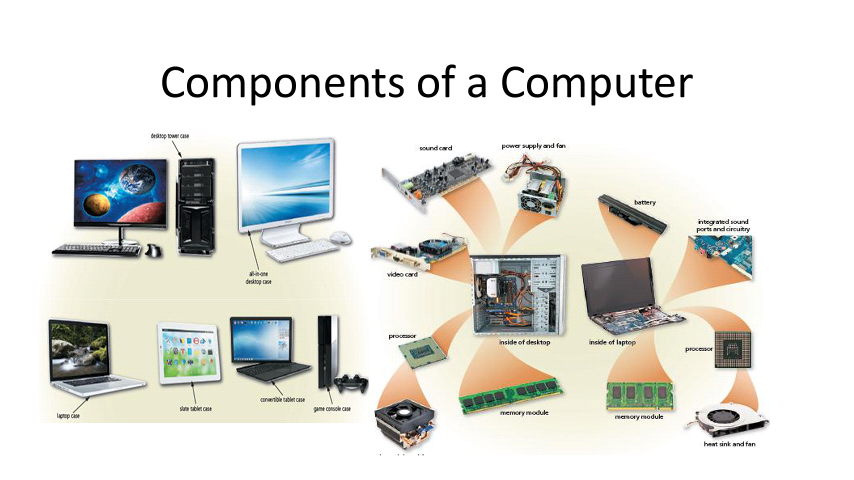 Components of a Computer
desktop tower case
all-in-one
desktop case
laptop case
slate tablet case
convertible tablet case
game console case
sound card
power supply and fan
battery
integrated sound
ports and circuitry
video card
inside of desktop
inside of laptop
processor
processor
memory module
memory module
heat sink and fan